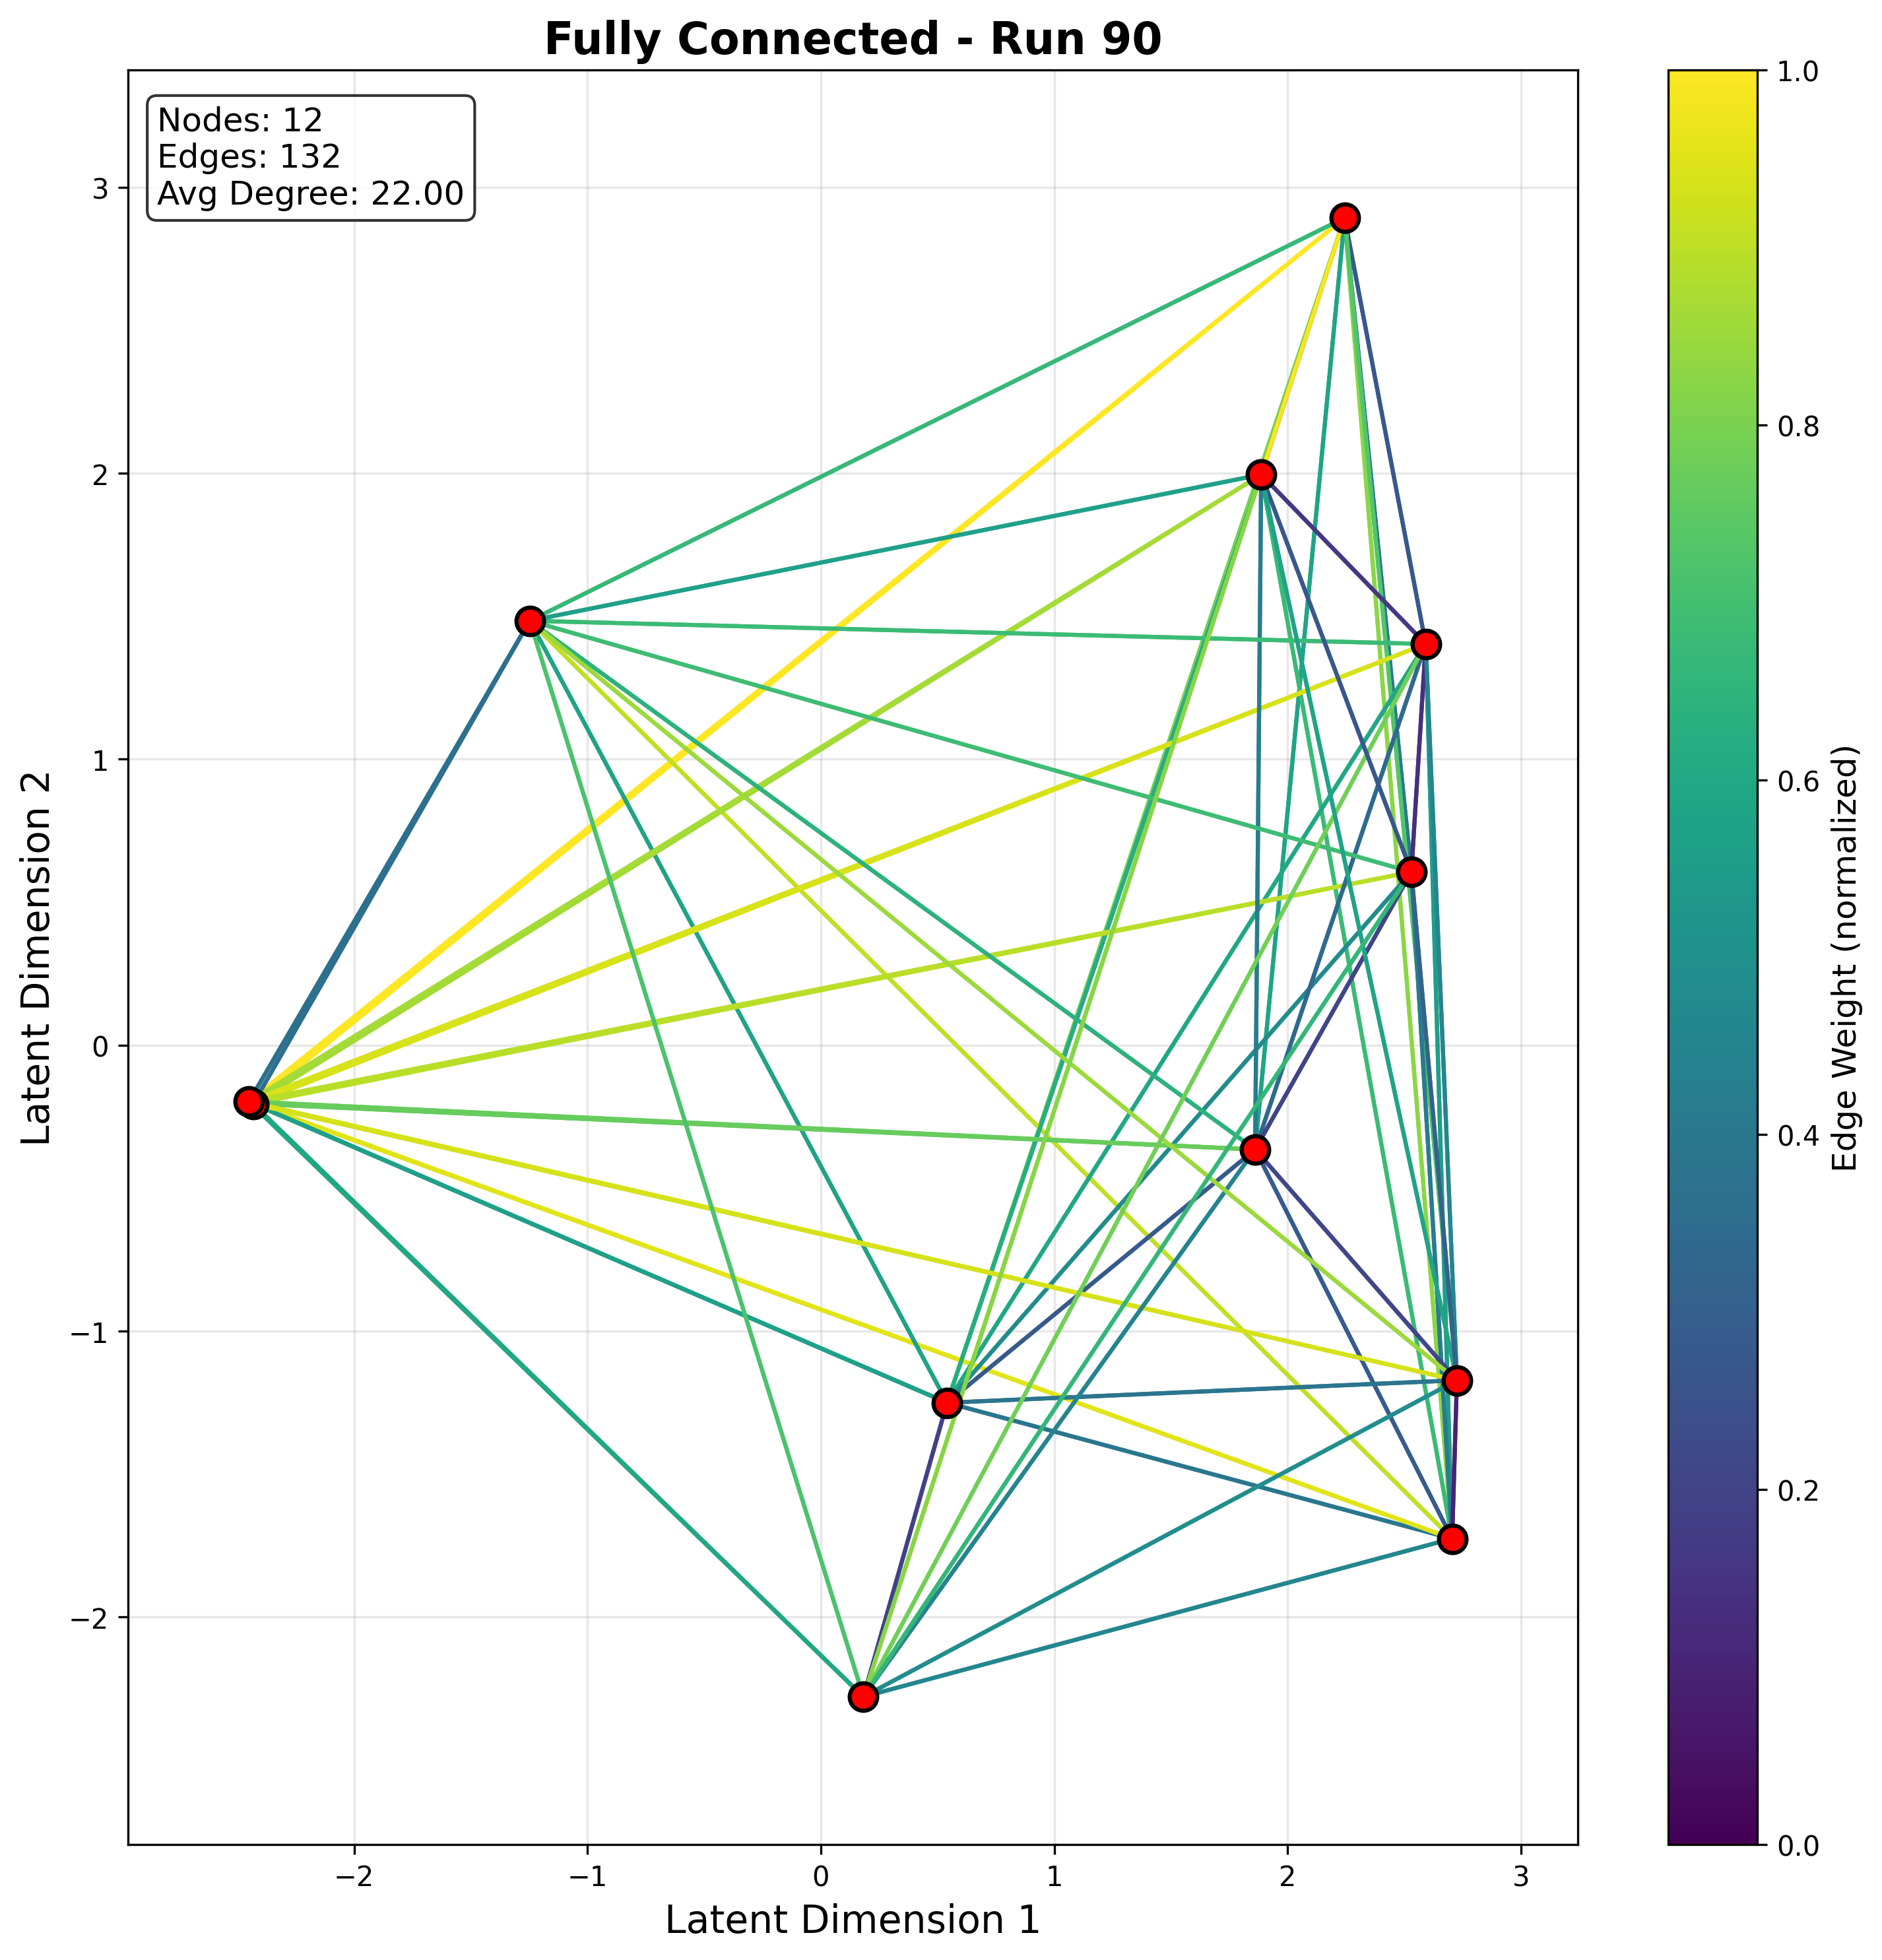 Fully Connected - Run 90
Nodes: 12
Edges: 132
Avg Degree: 22.00
3
2
1
0
−1
−2
−2
−1
0
1
2
3
Latent Dimension 1
Latent Dimension 2
1.0
0.8
0.6
0.4
0.2
0.0
Edge Weight (normalized)